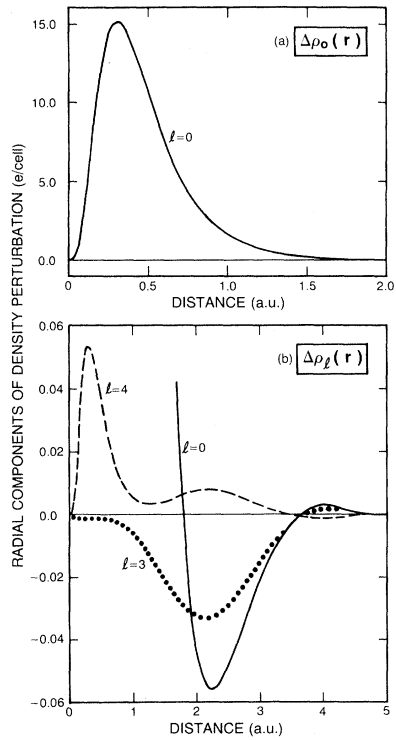 RADIAL COMPONENTS OF DENSITY PERTURBATION (e/cell)
15.0
10.0
5.0
0.0
(a) Δρ₀(r)
ℓ=0
0 0.5 1.0 1.5 2.0
DISTANCE (a.u.)
0.06
0.04
0.02
0.0
−0.02
−0.04
−0.06
(b) Δρℓ(r)
ℓ=4
ℓ=0
ℓ=3
0 1 2 3 4 5
DISTANCE (a.u.)